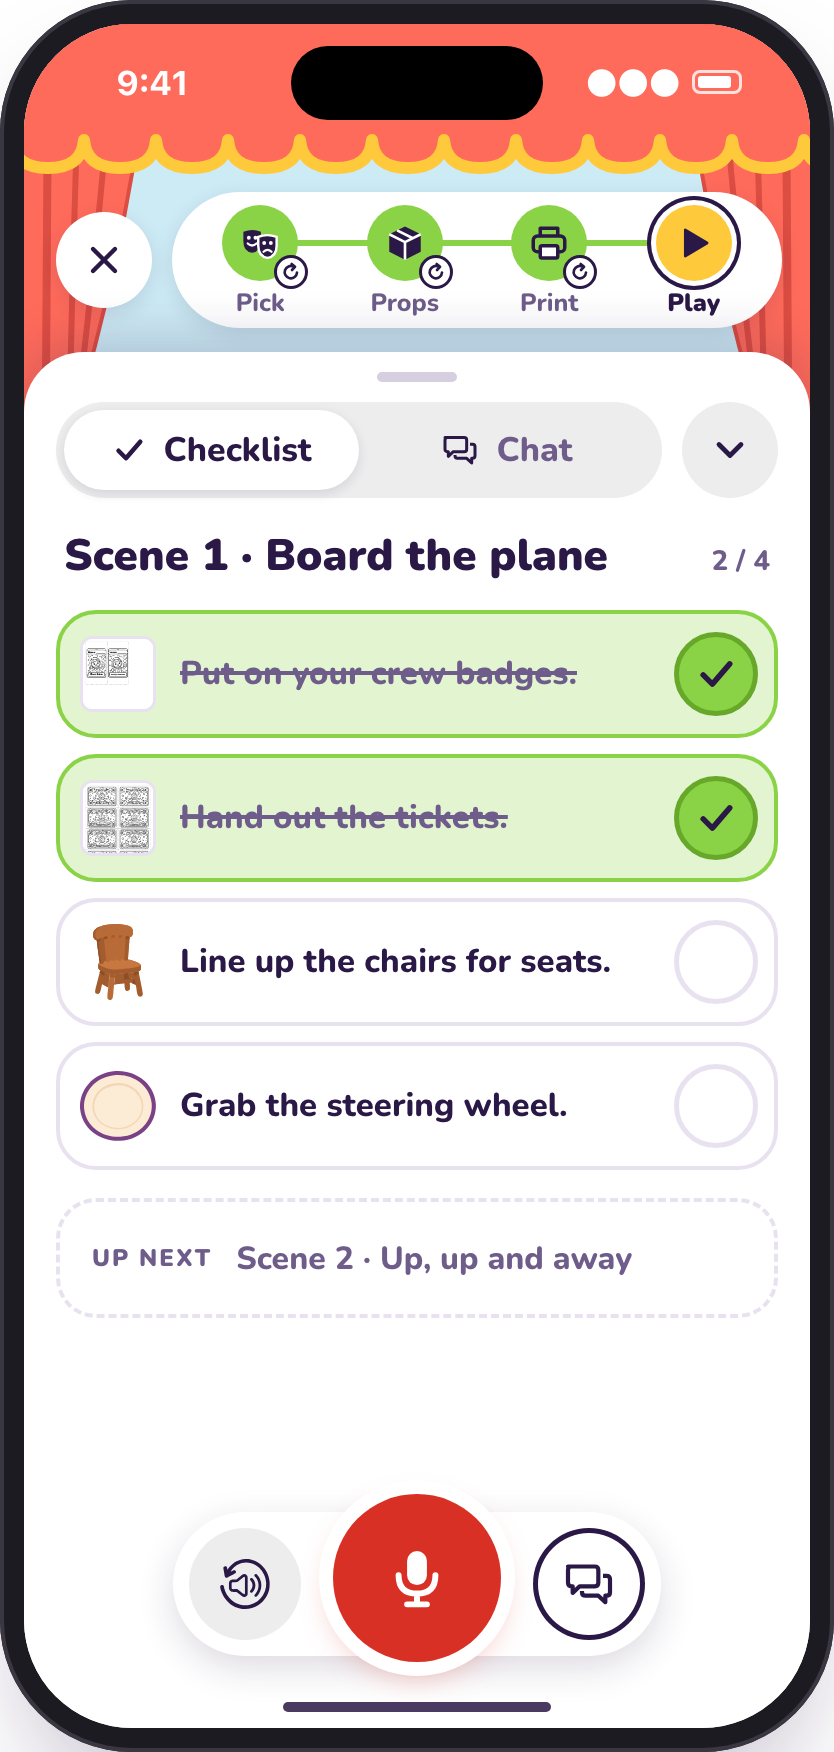 9:41
Pick
Props
Print
Play
Checklist
Chat
Scene 1 · Board the plane
2 / 4
Put on your crew badges.
Hand out the tickets.
Line up the chairs for seats.
Grab the steering wheel.
UP NEXT Scene 2 · Up, up and away